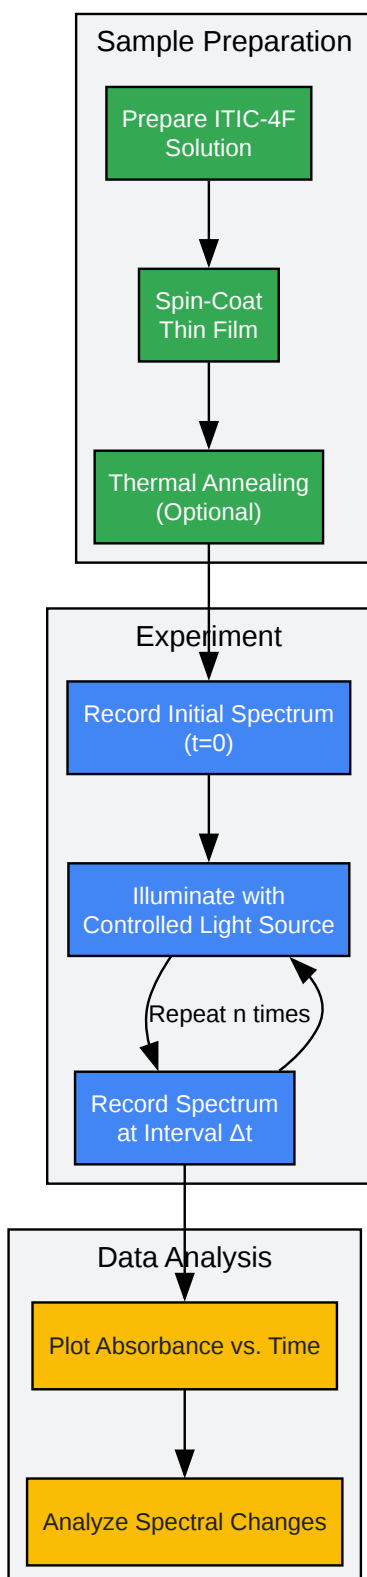 Sample Preparation
Prepare ITIC-4F
Solution
Spin-Coat
Thin Film
Thermal Annealing
(Optional)
Experiment
Record Initial Spectrum
(t=0)
Illuminate with
Controlled Light Source
Repeat n times
Record Spectrum
at Interval Δt
Data Analysis
Plot Absorbance vs. Time
Analyze Spectral Changes